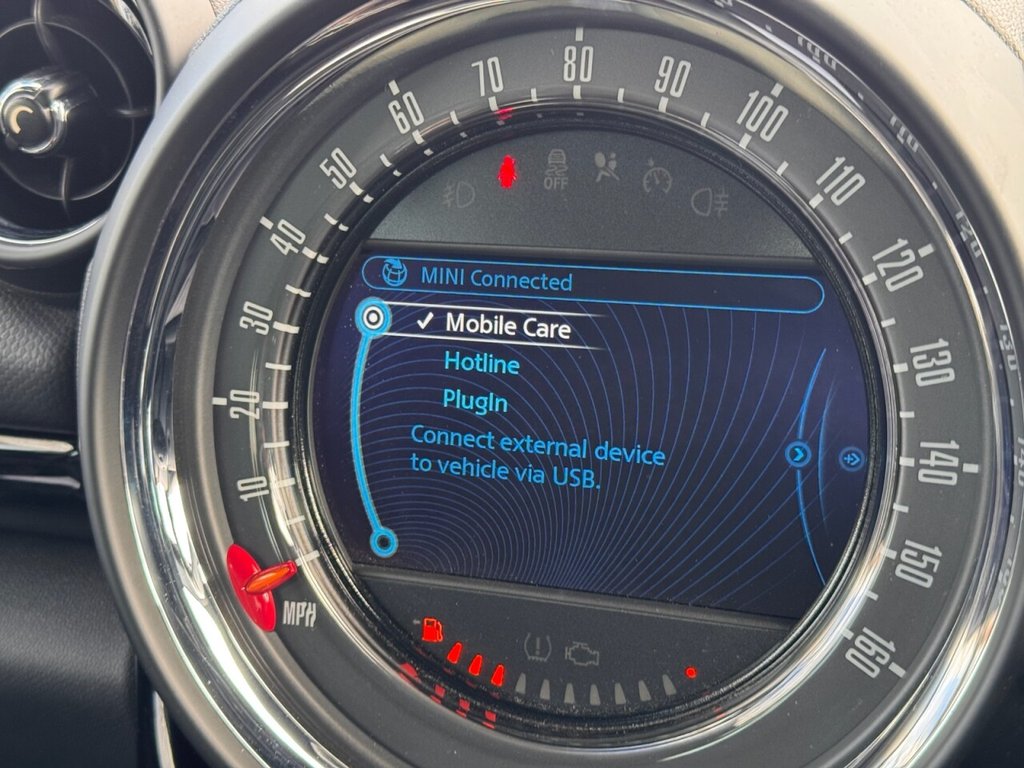 10
20
30
40
50
60
70
80
90
100
110
120
130
140
150
160
MPH
OFF
MINI Connected
✓ Mobile Care
Hotline
PlugIn
Connect external device
to vehicle via USB.